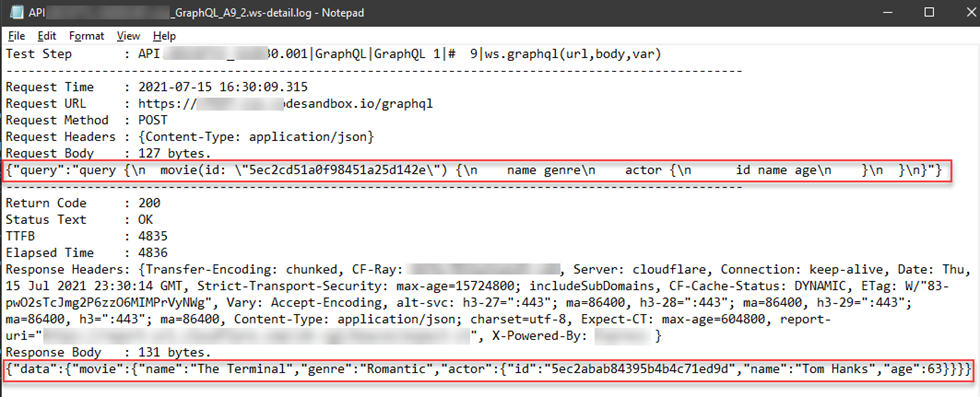 API _GraphQL_A9_2.ws-detail.log - Notepad
File Edit Format View Help
Test Step : API 30.001|GraphQL|GraphQL 1|# 9|ws.graphql(url,body,var)
--------------------------------------------------------------------------------------------
Request Time : 2021-07-15 16:30:09.315
Request URL : https:// desandbox.io/graphql
Request Method : POST
Request Headers : {Content-Type: application/json}
Request Body : 127 bytes.
{"query":"query {\n  movie(id: \"5ec2cd51a0f98451a25d142e\") {\n    name genre\n    actor {\n      id name age\n    }\n  }\n}"}
--------------------------------------------------------------------------------------------
Return Code : 200
Status Text : OK
TTFB : 4835
Elapsed Time : 4836
Response Headers: {Transfer-Encoding: chunked, CF-Ray: , Server: cloudflare, Connection: keep-alive, Date: Thu,
15 Jul 2021 23:30:14 GMT, Strict-Transport-Security: max-age=15724800; includeSubDomains, CF-Cache-Status: DYNAMIC, ETag: W/"83-
pwO2sTcJmg2P6zzO6MIMPrVyNWg", Vary: Accept-Encoding, alt-svc: h3-27=":443"; ma=86400, h3-28=":443"; ma=86400, h3-29=":443";
ma=86400, h3=":443"; ma=86400, Content-Type: application/json; charset=utf-8, Expect-CT: max-age=604800, report-
uri=" ", X-Powered-By: }
Response Body : 131 bytes.
{"data":{"movie":{"name":"The Terminal","genre":"Romantic","actor":{"id":"5ec2abab84395b4b4c71ed9d","name":"Tom Hanks","age":63}}}}